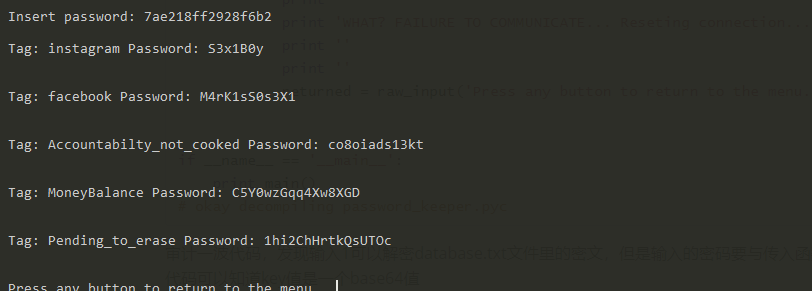 Insert password: 7ae218ff2928f6b2
Tag: instagram Password: S3x1B0y
Tag: facebook Password: M4rK1sS0s3X1
Tag: Accountabilty_not_cooked Password: co8oiads13kt
Tag: MoneyBalance Password: C5Y0wzGqq4Xw8XGD
Tag: Pending_to_erase Password: 1hi2ChHrtkQsUTOc
Press any button to return to the menu...